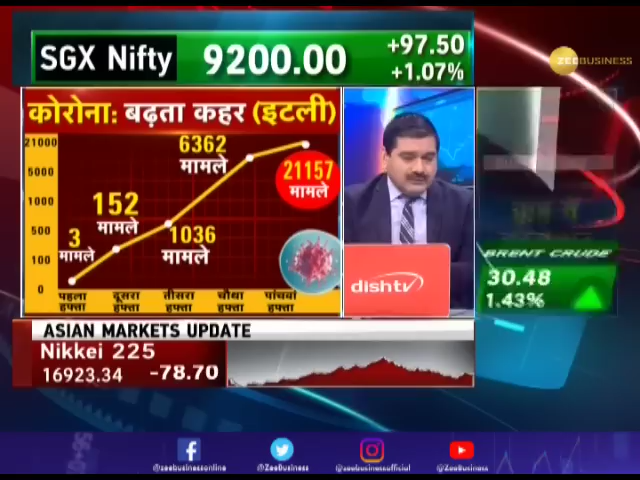 SGX Nifty 9200.00 +97.50
+1.07%
ZEEBUSINESS
कोरोना: बढ़ता कहर (इटली)
21000
5000
1000
500
100
0
3
मामले
152
मामले
1036
मामले
6362
मामले
21157
मामले
पहला हफ्ता
दूसरा हफ्ता
तीसरा हफ्ता
चौथा हफ्ता
पांचवां हफ्ता
dishtv
BRENT CRUDE
30.48
1.43%
ASIAN MARKETS UPDATE
Nikkei 225
16923.34 -78.70
@zeebusinessonline
@ZeeBusiness
@zeebusinessofficial
@ZeeBusiness